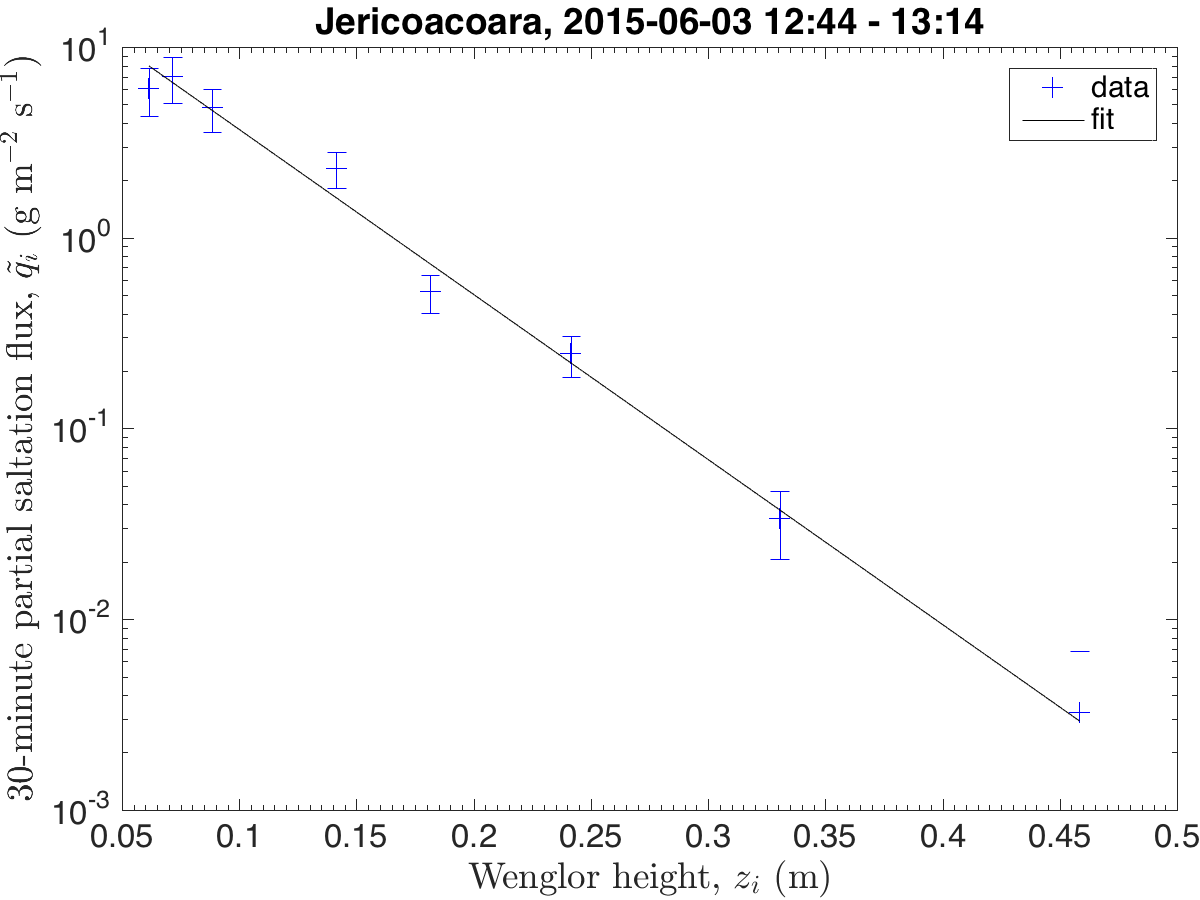 Jericoacoara, 2015-06-03 12:44 - 13:14
30-minute partial saltation flux, q̃ᵢ (g m⁻² s⁻¹)
10¹
10⁰
10⁻¹
10⁻²
10⁻³
data
fit
0.05 0.1 0.15 0.2 0.25 0.3 0.35 0.4 0.45 0.5
Wenglor height, zᵢ (m)